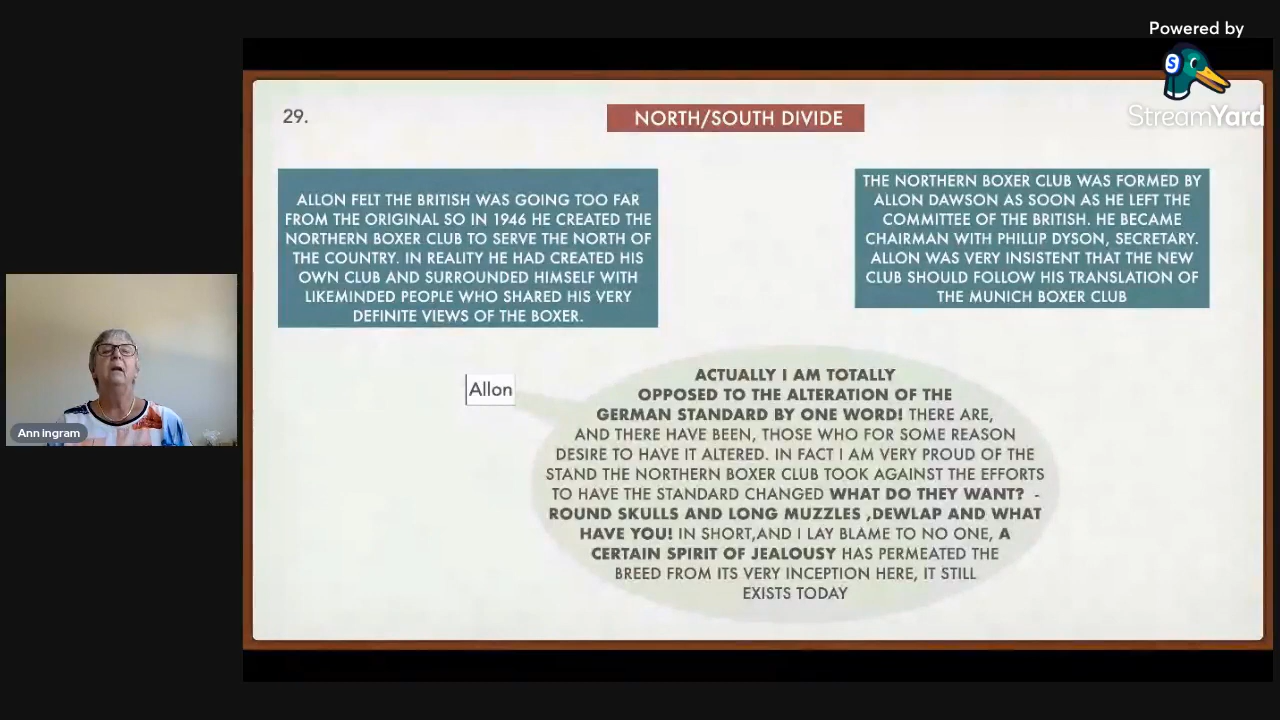 Powered by
S
StreamYard
29.
NORTH/SOUTH DIVIDE
ALLON FELT THE BRITISH WAS GOING TOO FAR
FROM THE ORIGINAL SO IN 1946 HE CREATED THE
NORTHERN BOXER CLUB TO SERVE THE NORTH OF
THE COUNTRY. IN REALITY HE HAD CREATED HIS
OWN CLUB AND SURROUNDED HIMSELF WITH
LIKEMINDED PEOPLE WHO SHARED HIS VERY
DEFINITE VIEWS OF THE BOXER.
THE NORTHERN BOXER CLUB WAS FORMED BY
ALLON DAWSON AS SOON AS HE LEFT THE
COMMITTEE OF THE BRITISH. HE BECAME
CHAIRMAN WITH PHILLIP DYSON, SECRETARY.
ALLON WAS VERY INSISTENT THAT THE NEW
CLUB SHOULD FOLLOW HIS TRANSLATION OF
THE MUNICH BOXER CLUB
Allon
ACTUALLY I AM TOTALLY
OPPOSED TO THE ALTERATION OF THE
GERMAN STANDARD BY ONE WORD! THERE ARE,
AND THERE HAVE BEEN, THOSE WHO FOR SOME REASON
DESIRE TO HAVE IT ALTERED. IN FACT I AM VERY PROUD OF THE
STAND THE NORTHERN BOXER CLUB TOOK AGAINST THE EFFORTS
TO HAVE THE STANDARD CHANGED WHAT DO THEY WANT? -
ROUND SKULLS AND LONG MUZZLES ,DEWLAP AND WHAT
HAVE YOU! IN SHORT,AND I LAY BLAME TO NO ONE, A
CERTAIN SPIRIT OF JEALOUSY HAS PERMEATED THE
BREED FROM ITS VERY INCEPTION HERE, IT STILL
EXISTS TODAY
Ann Ingram